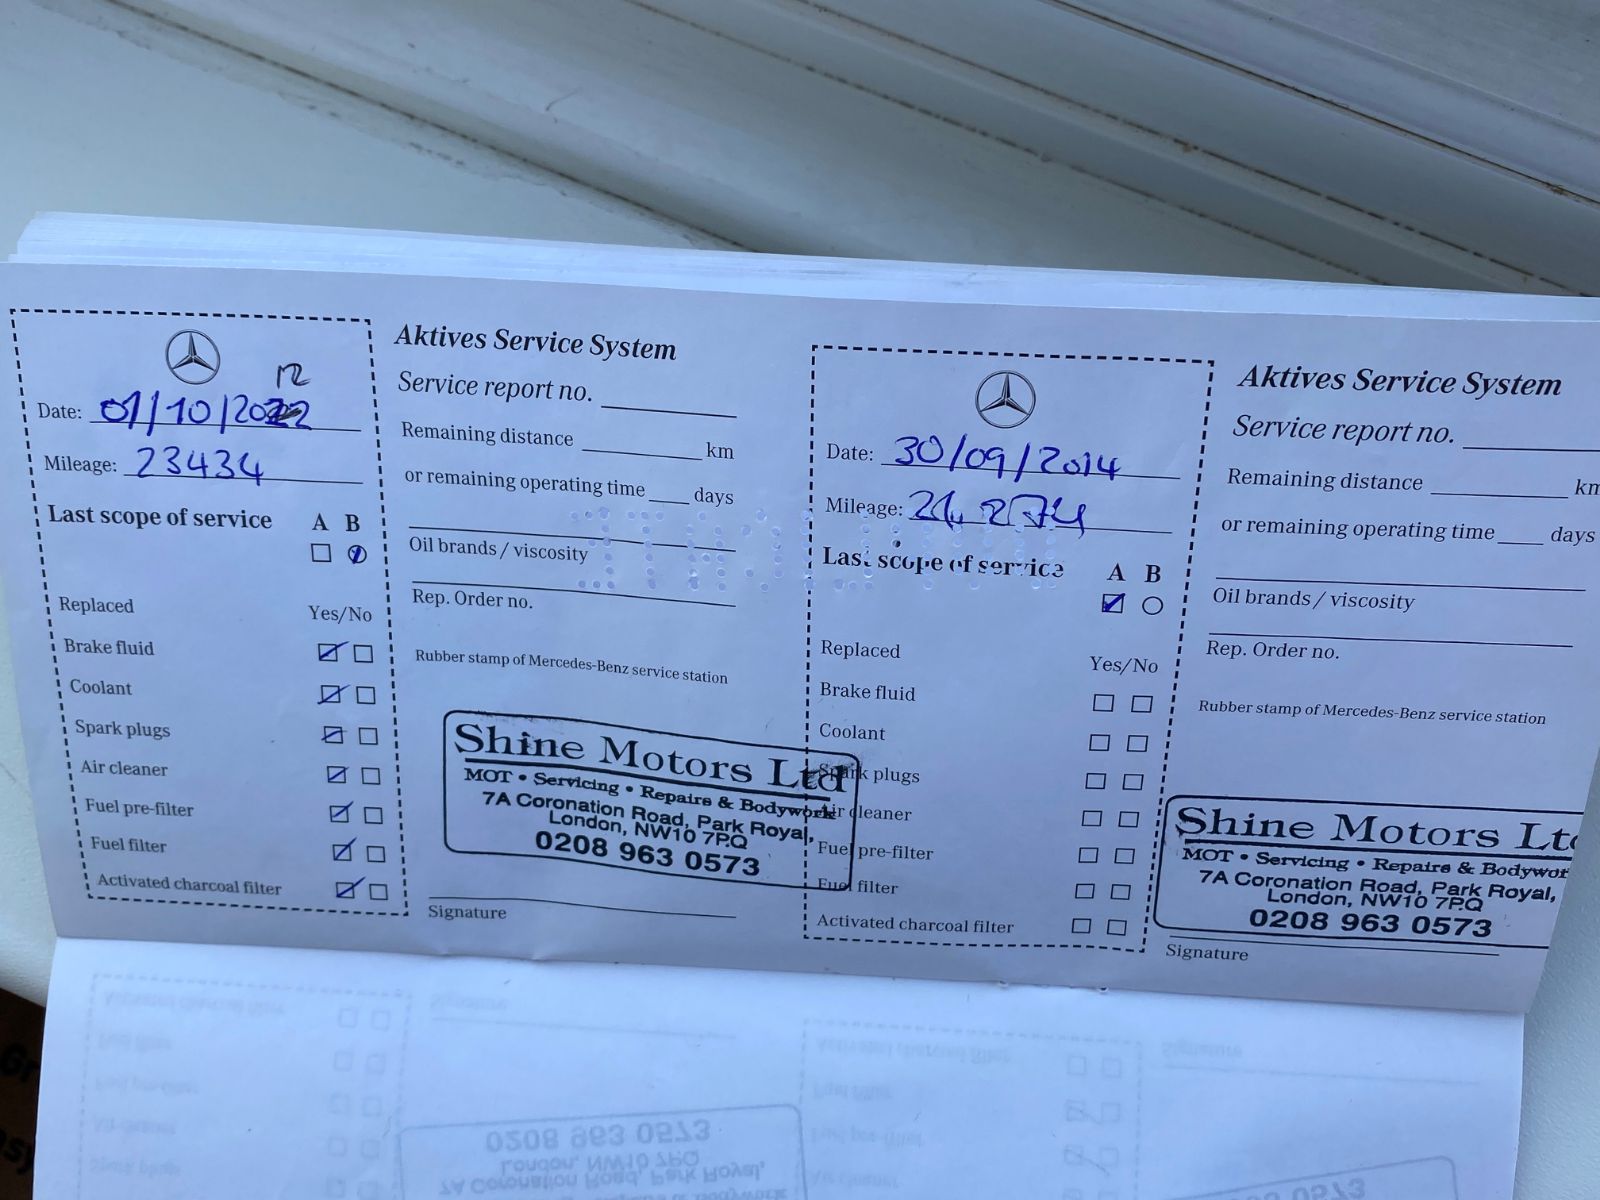 12
Date: 01/10/20
Mileage: 23434
Last scope of service A B
Replaced Yes/No
Brake fluid
Coolant
Spark plugs
Air cleaner
Fuel pre-filter
Fuel filter
Activated charcoal filter
Aktives Service System
Service report no.
Remaining distance km
or remaining operating time days
Oil brands / viscosity
Rep. Order no.
Rubber stamp of Mercedes-Benz service station
Shine Motors Ltd
MOT • Servicing • Repairs & Bodywork
7A Coronation Road, Park Royal,
London, NW10 7PQ
0208 963 0573
Signature
Date: 30/09/2014
Mileage:
Last scope of service A B
Replaced Yes/No
Brake fluid
Coolant
Spark plugs
Air cleaner
Fuel pre-filter
Fuel filter
Activated charcoal filter
Aktives Service System
Service report no.
Remaining distance km
or remaining operating time days
Oil brands / viscosity
Rep. Order no.
Rubber stamp of Mercedes-Benz service station
Shine Motors Lt
MOT • Servicing • Repairs & Bodywor
7A Coronation Road, Park Royal,
London, NW10 7PQ
0208 963 0573
Signature